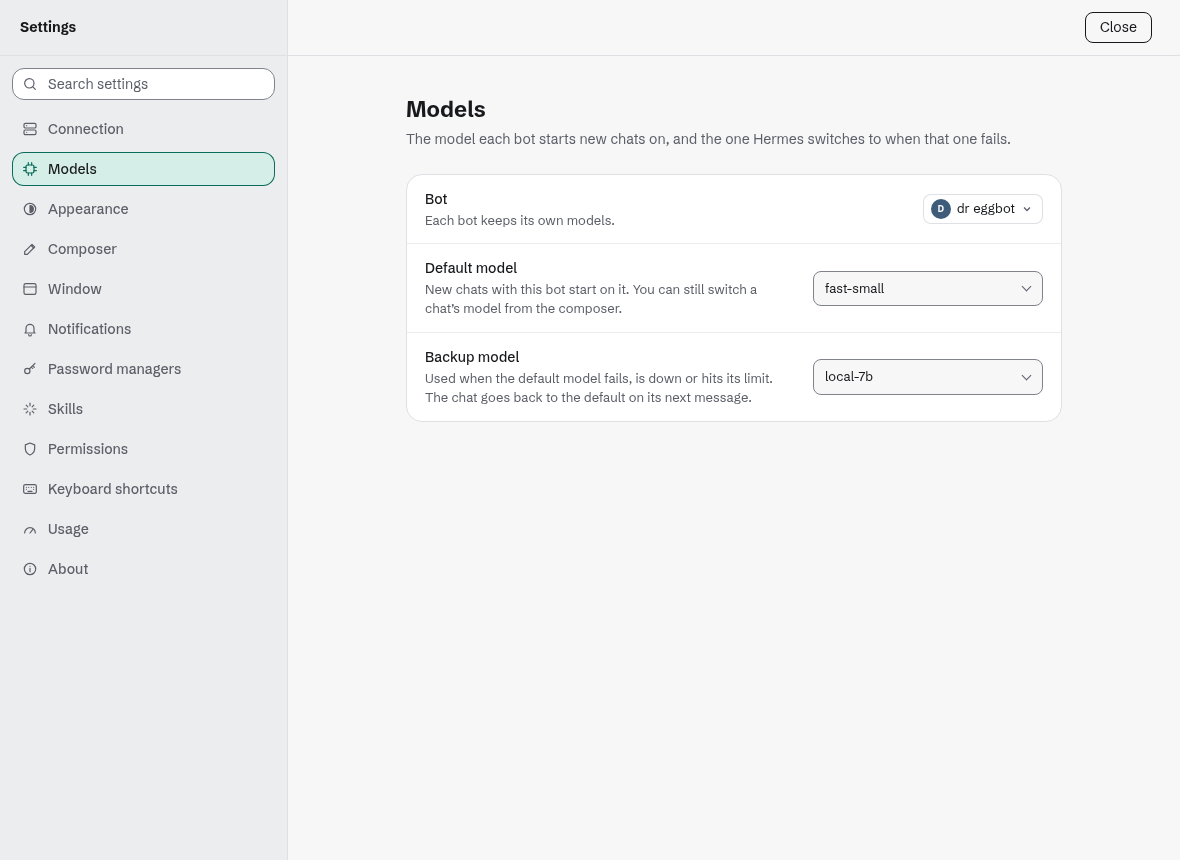 Settings
Close
Search settings
Connection
Models
Appearance
Composer
Window
Notifications
Password managers
Skills
Permissions
Keyboard shortcuts
Usage
About
Models
The model each bot starts new chats on, and the one Hermes switches to when that one fails.
Bot
Each bot keeps its own models.
D dr eggbot
Default model
New chats with this bot start on it. You can still switch a
chat’s model from the composer.
fast-small
Backup model
Used when the default model fails, is down or hits its limit.
The chat goes back to the default on its next message.
local-7b